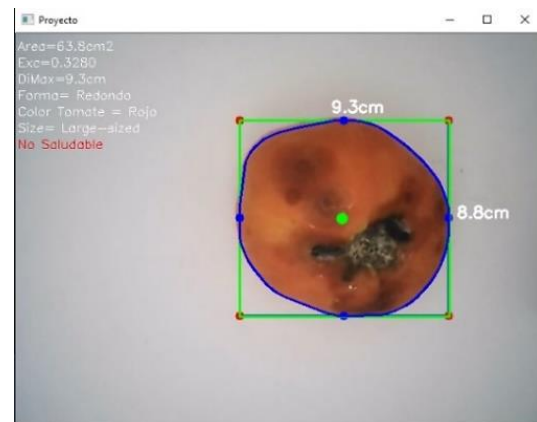 Proyecto
Area=63.8cm2
Exc=0.3280
DiMax=9.3cm
Forma= Redondo
Color Tomate = Rojo
Size= Large-sized
No Saludable
9.3cm
8.8cm